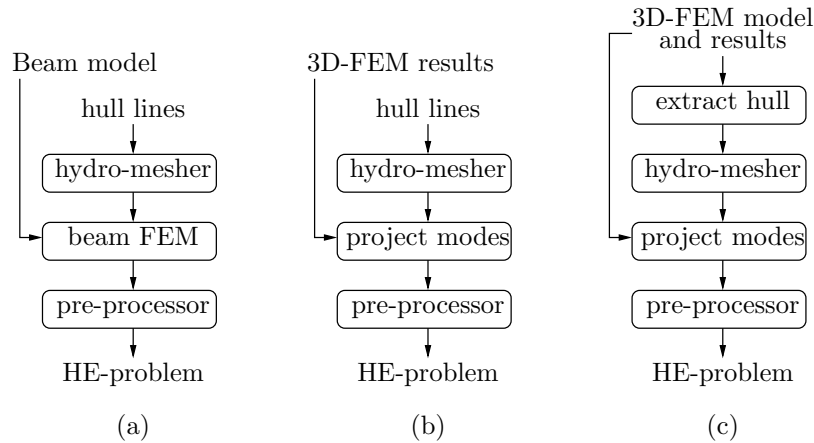 Beam model
hull lines
hydro-mesher
beam FEM
pre-processor
HE-problem
(a)
3D-FEM results
hull lines
hydro-mesher
project modes
pre-processor
HE-problem
(b)
3D-FEM model
and results
extract hull
hydro-mesher
project modes
pre-processor
HE-problem
(c)